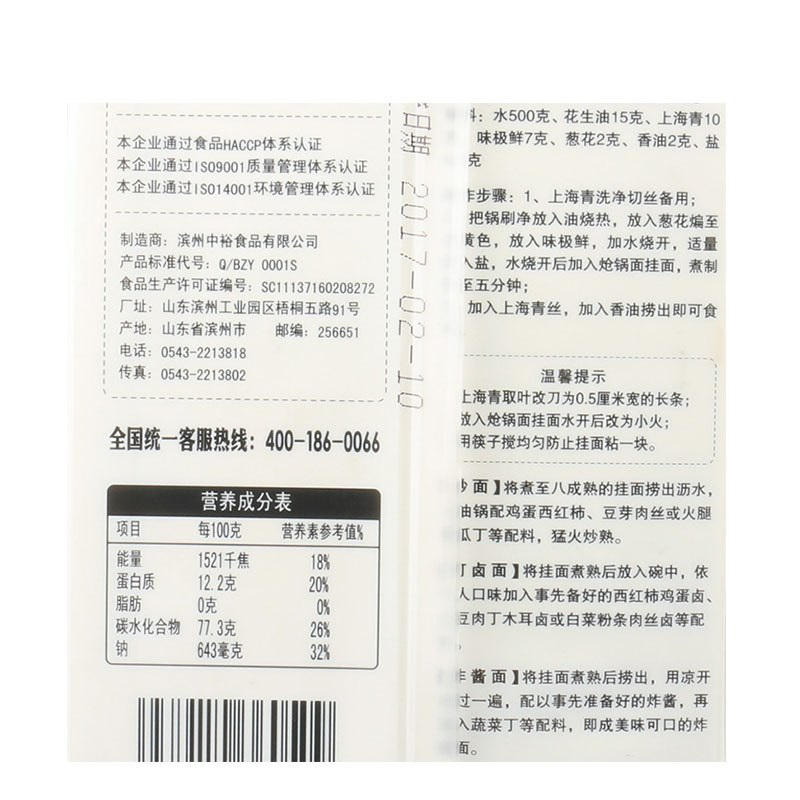 本企业通过食品HACCP体系认证
本企业通过ISO9001质量管理体系认证
本企业通过ISO14001环境管理体系认证
制造商：滨州中裕食品有限公司
产品标准代号：Q/BZY 0001S
食品生产许可证编号：SC11137160208272
厂址：山东滨州工业园区梧桐五路91号
产地：山东省滨州市 邮编：256651
电话：0543-2213818
传真：0543-2213802
全国统一客服热线：400-186-0066
营养成分表
项目 每100克 营养素参考值%
能量 1521千焦 18%
蛋白质 12.2克 20%
脂肪 0克 0%
碳水化合物 77.3克 26%
钠 643毫克 32%
日期 2017-02-10
：水500克、花生油15克、上海青10
味极鲜7克、葱花2克、香油2克、盐
克
步骤：1、上海青洗净切丝备用；
把锅刷净放入油烧热，放入葱花煸至
黄色，放入味极鲜，加水烧开，适量
入盐，水烧开后加入炝锅面挂面，煮制
至五分钟；
加入上海青丝，加入香油捞出即可食
温馨提示
上海青取叶改刀为0.5厘米宽的长条；
放入炝锅面挂面水开后改为小火；
用筷子搅均匀防止挂面粘一块。
面】将煮至八成熟的挂面捞出沥水，
油锅配鸡蛋西红柿、豆芽肉丝或火腿
瓜丁等配料，猛火炒熟。
卤面】将挂面煮熟后放入碗中，依
人口味加入事先备好的西红柿鸡蛋卤、
豆肉丁木耳卤或白菜粉条肉丝卤等配
。
酱面】将挂面煮熟后捞出，用凉开
过一遍，配以事先准备好的炸酱，再
入蔬菜丁等配料，即成美味可口的炸
面。